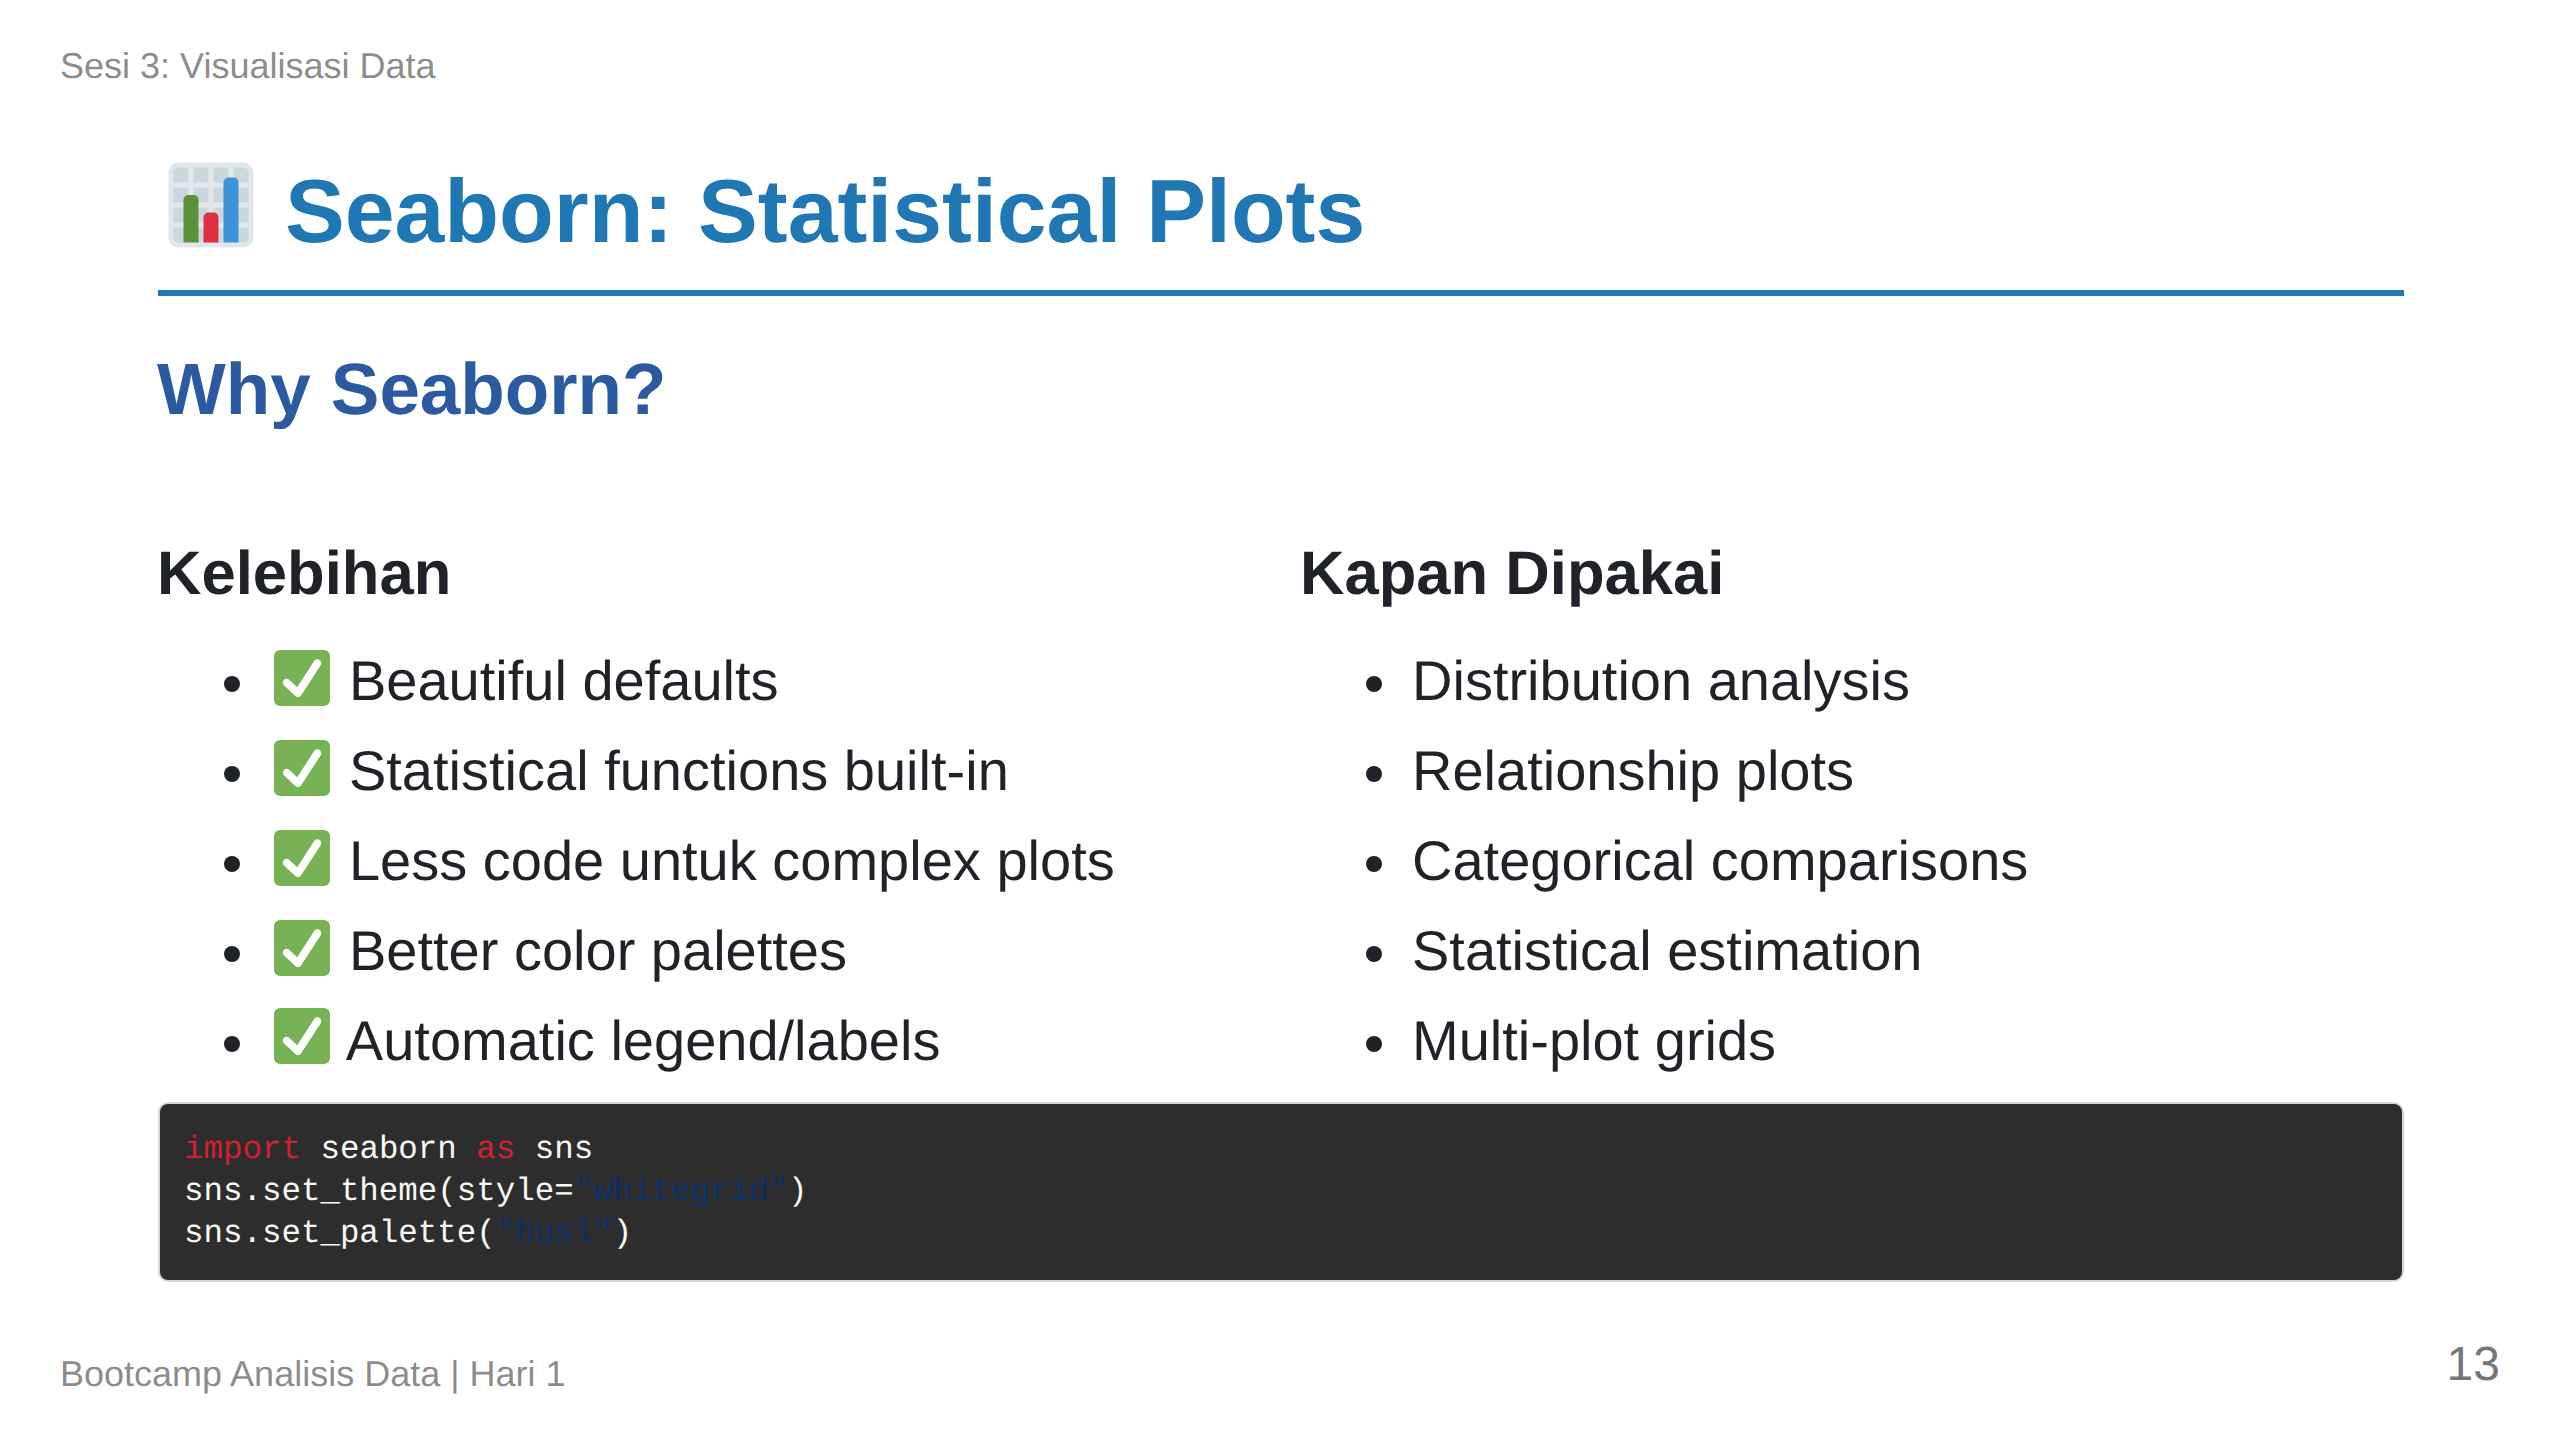 Sesi 3: Visualisasi Data
📊 Seaborn: Statistical Plots
Why Seaborn?
Kelebihan
• ✅ Beautiful defaults
• ✅ Statistical functions built-in
• ✅ Less code untuk complex plots
• ✅ Better color palettes
• ✅ Automatic legend/labels
Kapan Dipakai
• Distribution analysis
• Relationship plots
• Categorical comparisons
• Statistical estimation
• Multi-plot grids
import seaborn as sns
sns.set_theme(style="whitegrid")
sns.set_palette("husl")
Bootcamp Analisis Data | Hari 1
13